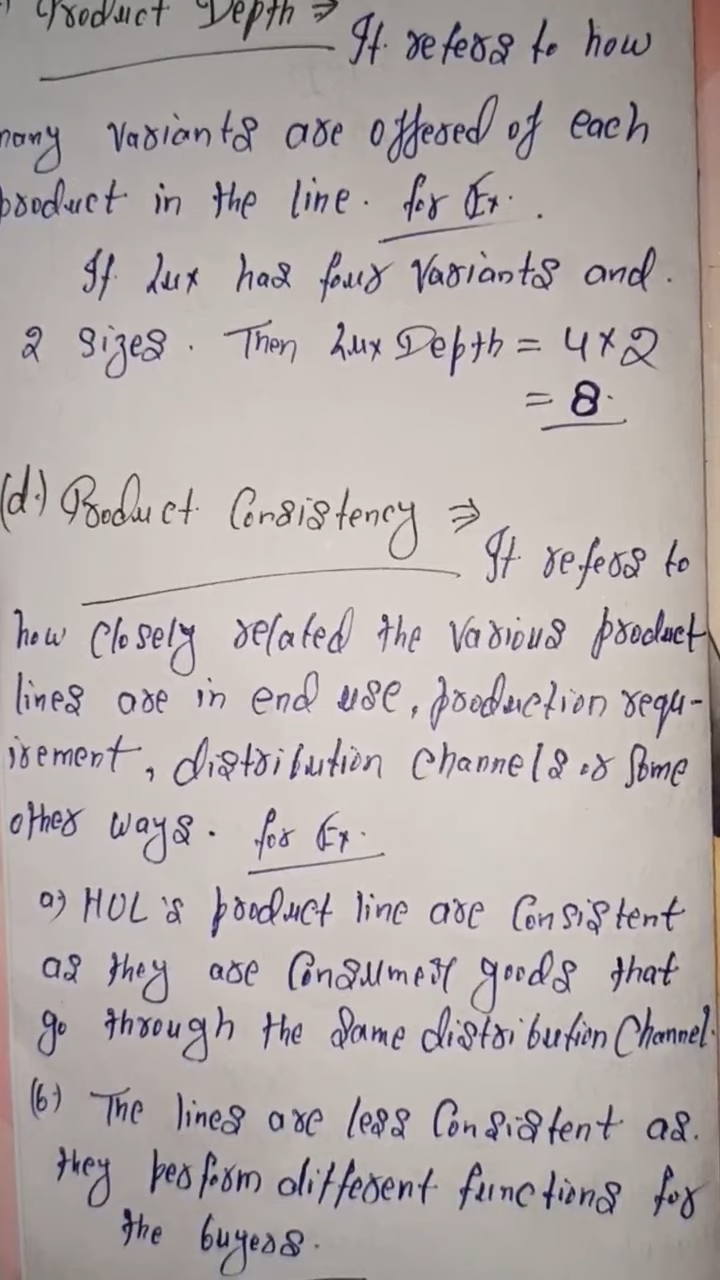 Product Depth ⇒
It refers to how
many variants are offered of each
product in the line. for Ex.
If Lux has four variants and
2 sizes. Then Lux Depth = 4×2
= 8.
(d.) Product Consistency ⇒
It refers to
how closely related the various product
lines are in end use, production requ-
irement, distribution channels or some
other ways. for Ex.
a) HUL's product line are Consistent
as they are Consumer goods that
go through the same distribution Channel.
(b) The lines are less Consistent as.
they perform different functions for
the buyers.